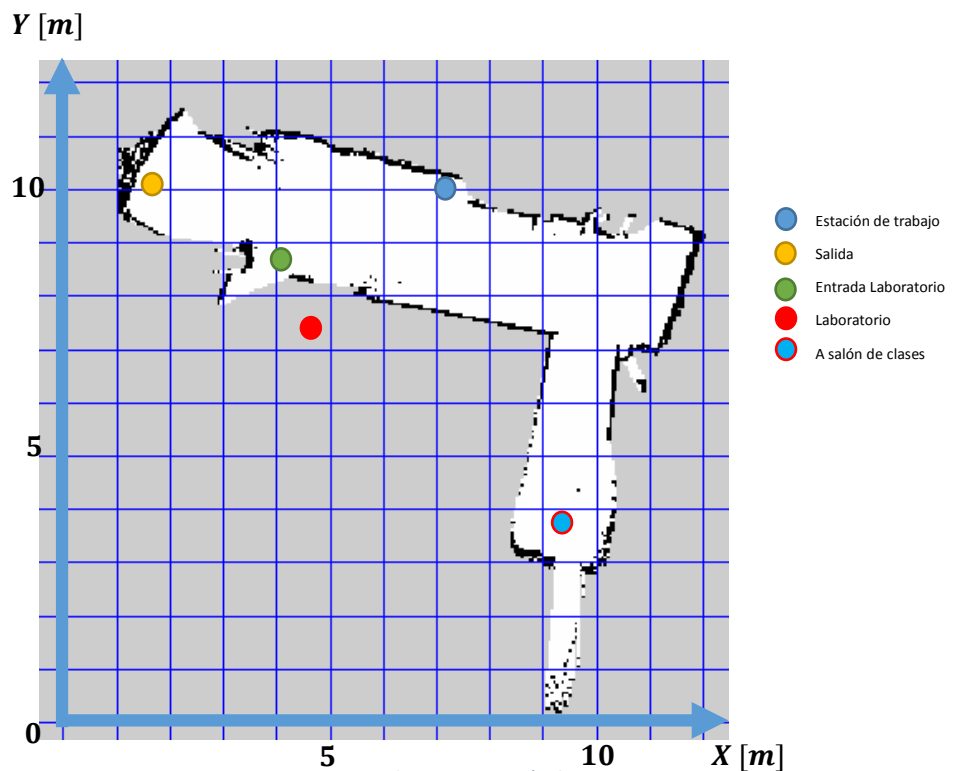 Y [m]
10
5
0
5
10
X [m]
Estación de trabajo
Salida
Entrada Laboratorio
Laboratorio
A salón de clases